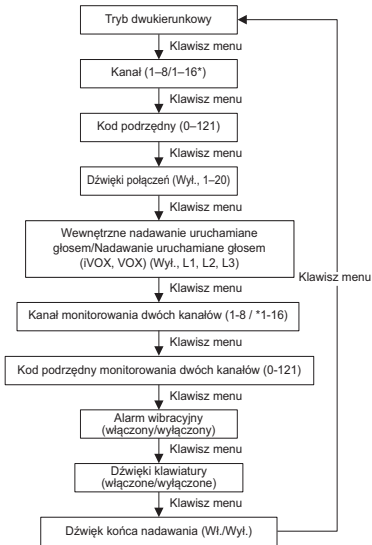 Tryb dwukierunkowy
Klawisz menu
Kanał (1–8/1–16*)
Klawisz menu
Kod podrzędny (0–121)
Klawisz menu
Dźwięki połączeń (Wył., 1–20)
Klawisz menu
Wewnętrzne nadawanie uruchamiane
głosem/Nadawanie uruchamiane głosem
(iVOX, VOX) (Wył., L1, L2, L3)
Klawisz menu
Klawisz menu
Kanał monitorowania dwóch kanałów (1-8 / *1-16)
Klawisz menu
Kod podrzędny monitorowania dwóch kanałów (0-121)
Klawisz menu
Alarm wibracyjny
(włączony/wyłączony)
Klawisz menu
Dźwięki klawiatury
(włączone/wyłączone)
Klawisz menu
Dźwięk końca nadawania (Wł./Wył.)